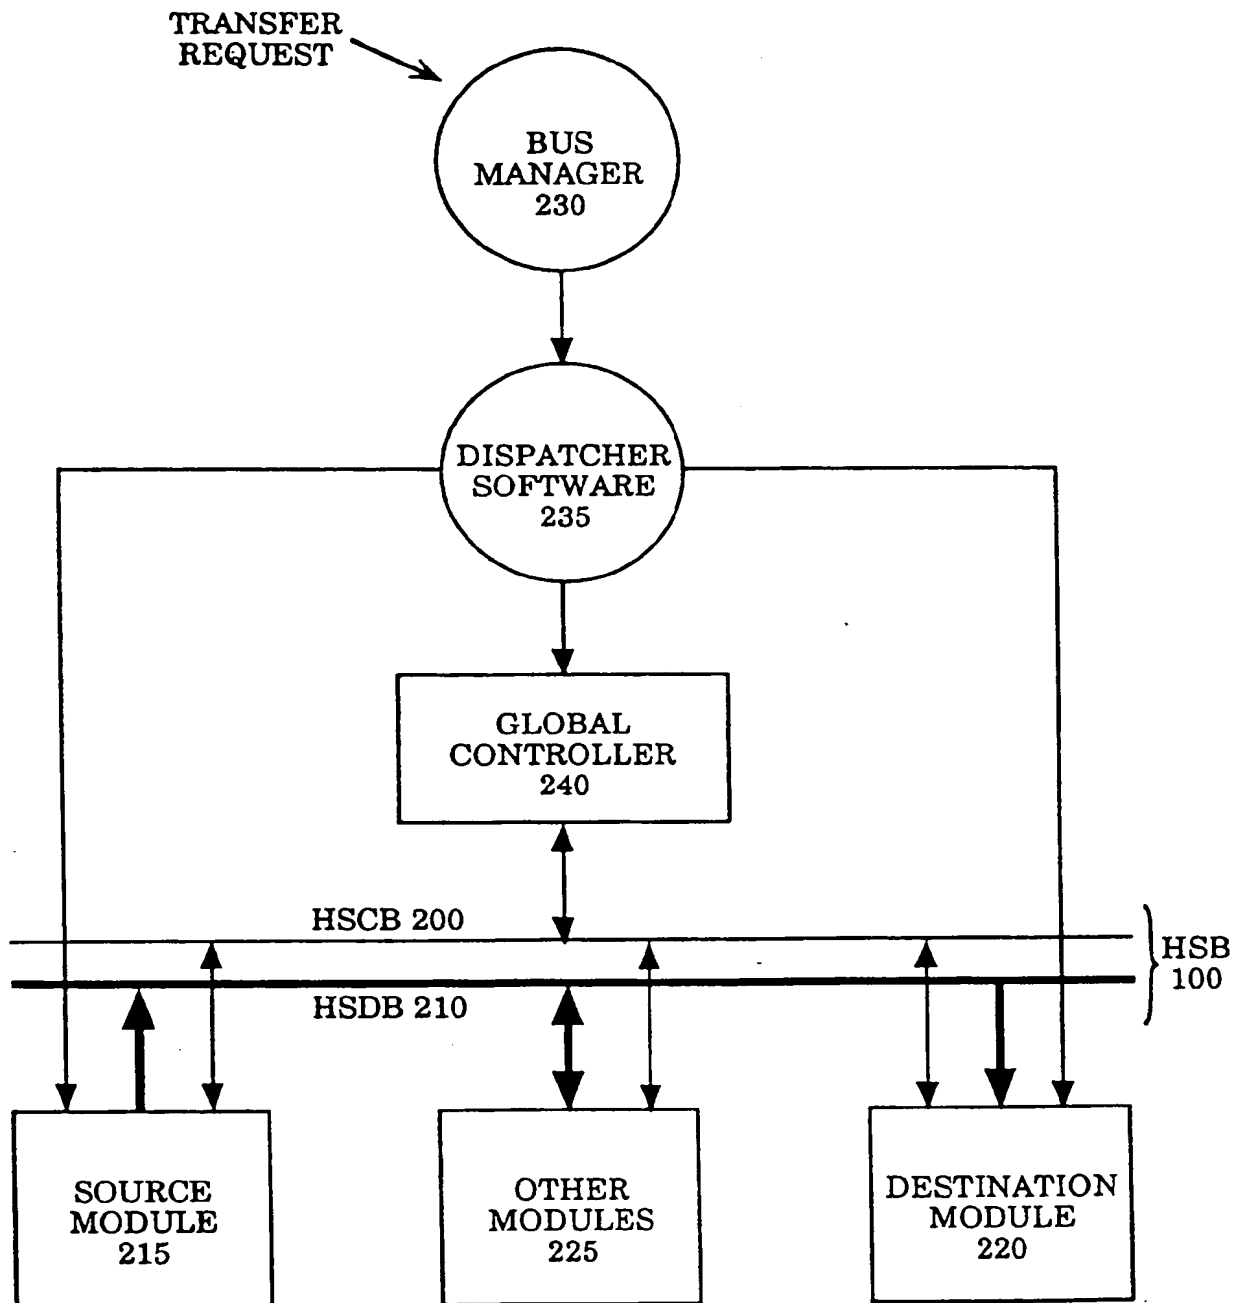 TRANSFER
REQUEST
BUS
MANAGER
230
DISPATCHER
SOFTWARE
235
GLOBAL
CONTROLLER
240
HSCB 200
HSB
100
HSDB 210
SOURCE
MODULE
215
OTHER
MODULES
225
DESTINATION
MODULE
220